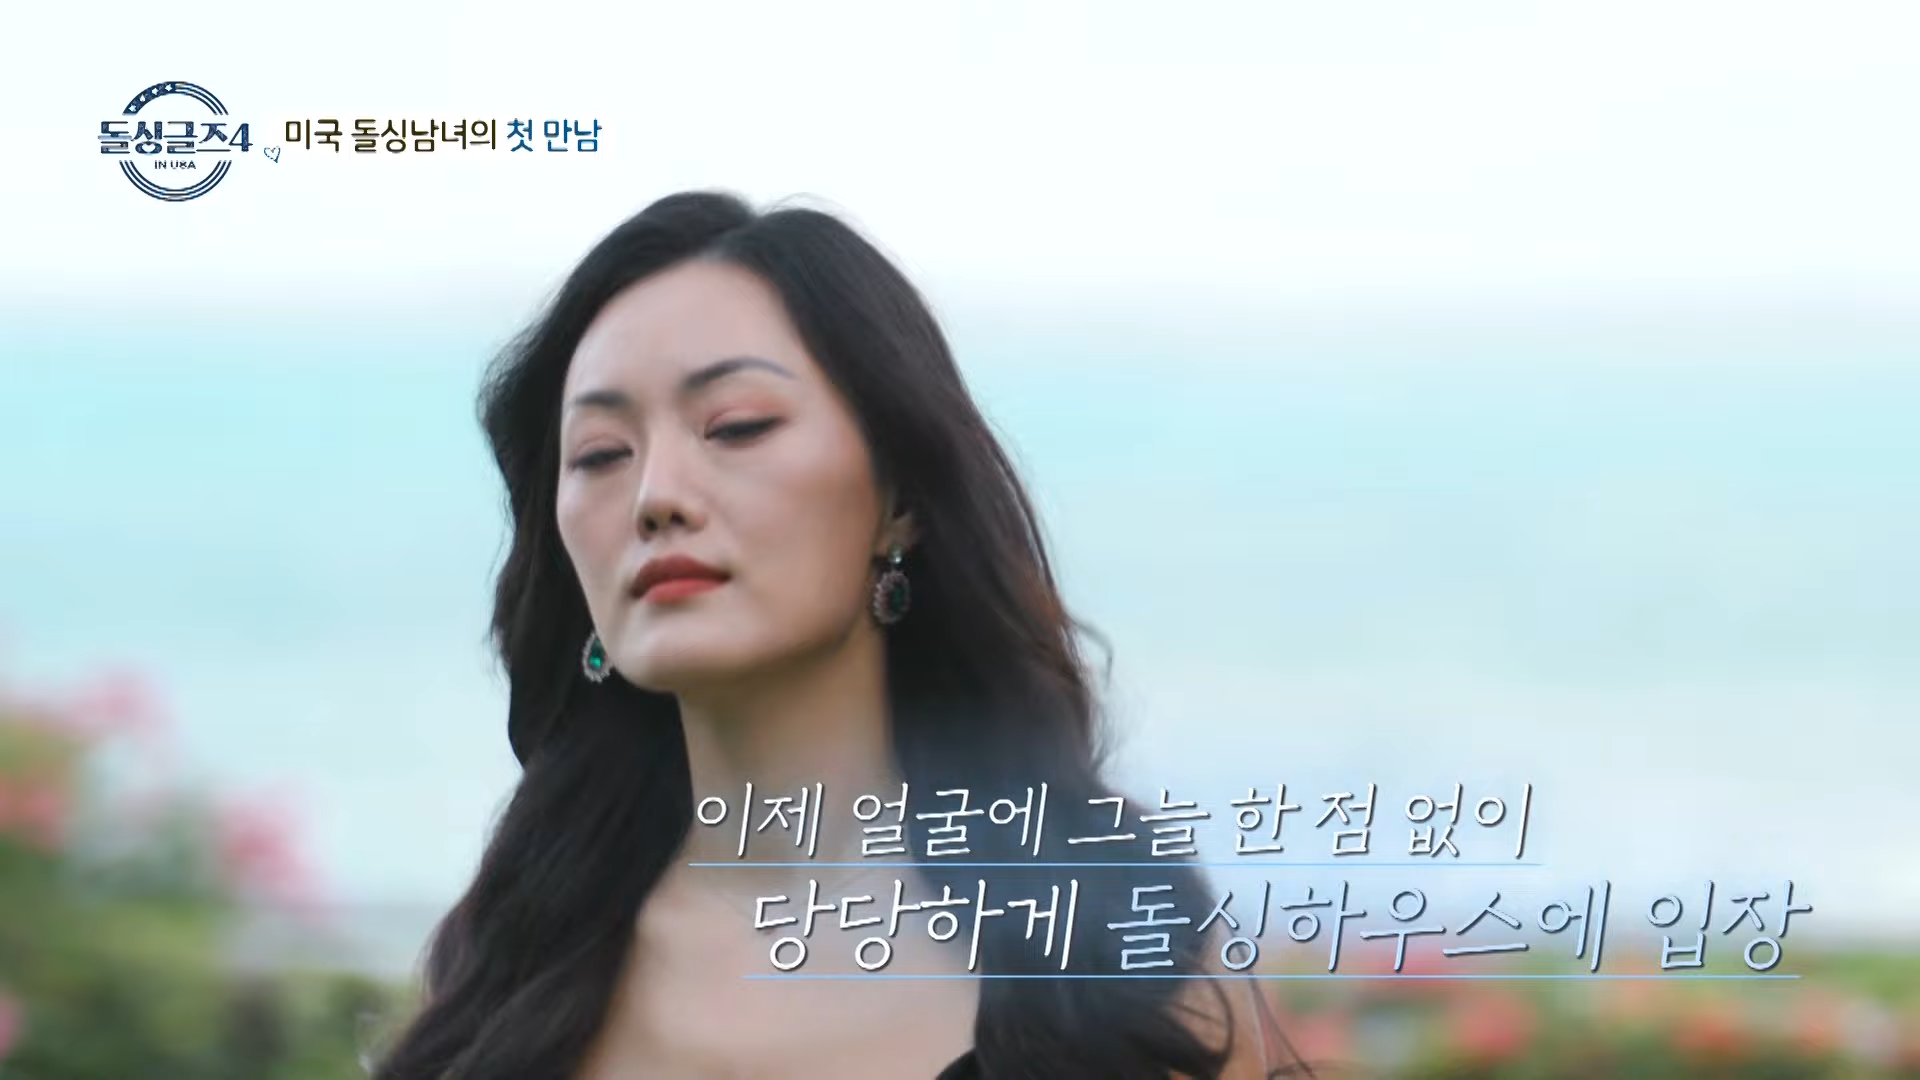 돌싱글즈4
IN USA
미국 돌싱남녀의 첫 만남
이제 얼굴에 그늘 한 점 없이
당당하게 돌싱하우스에 입장